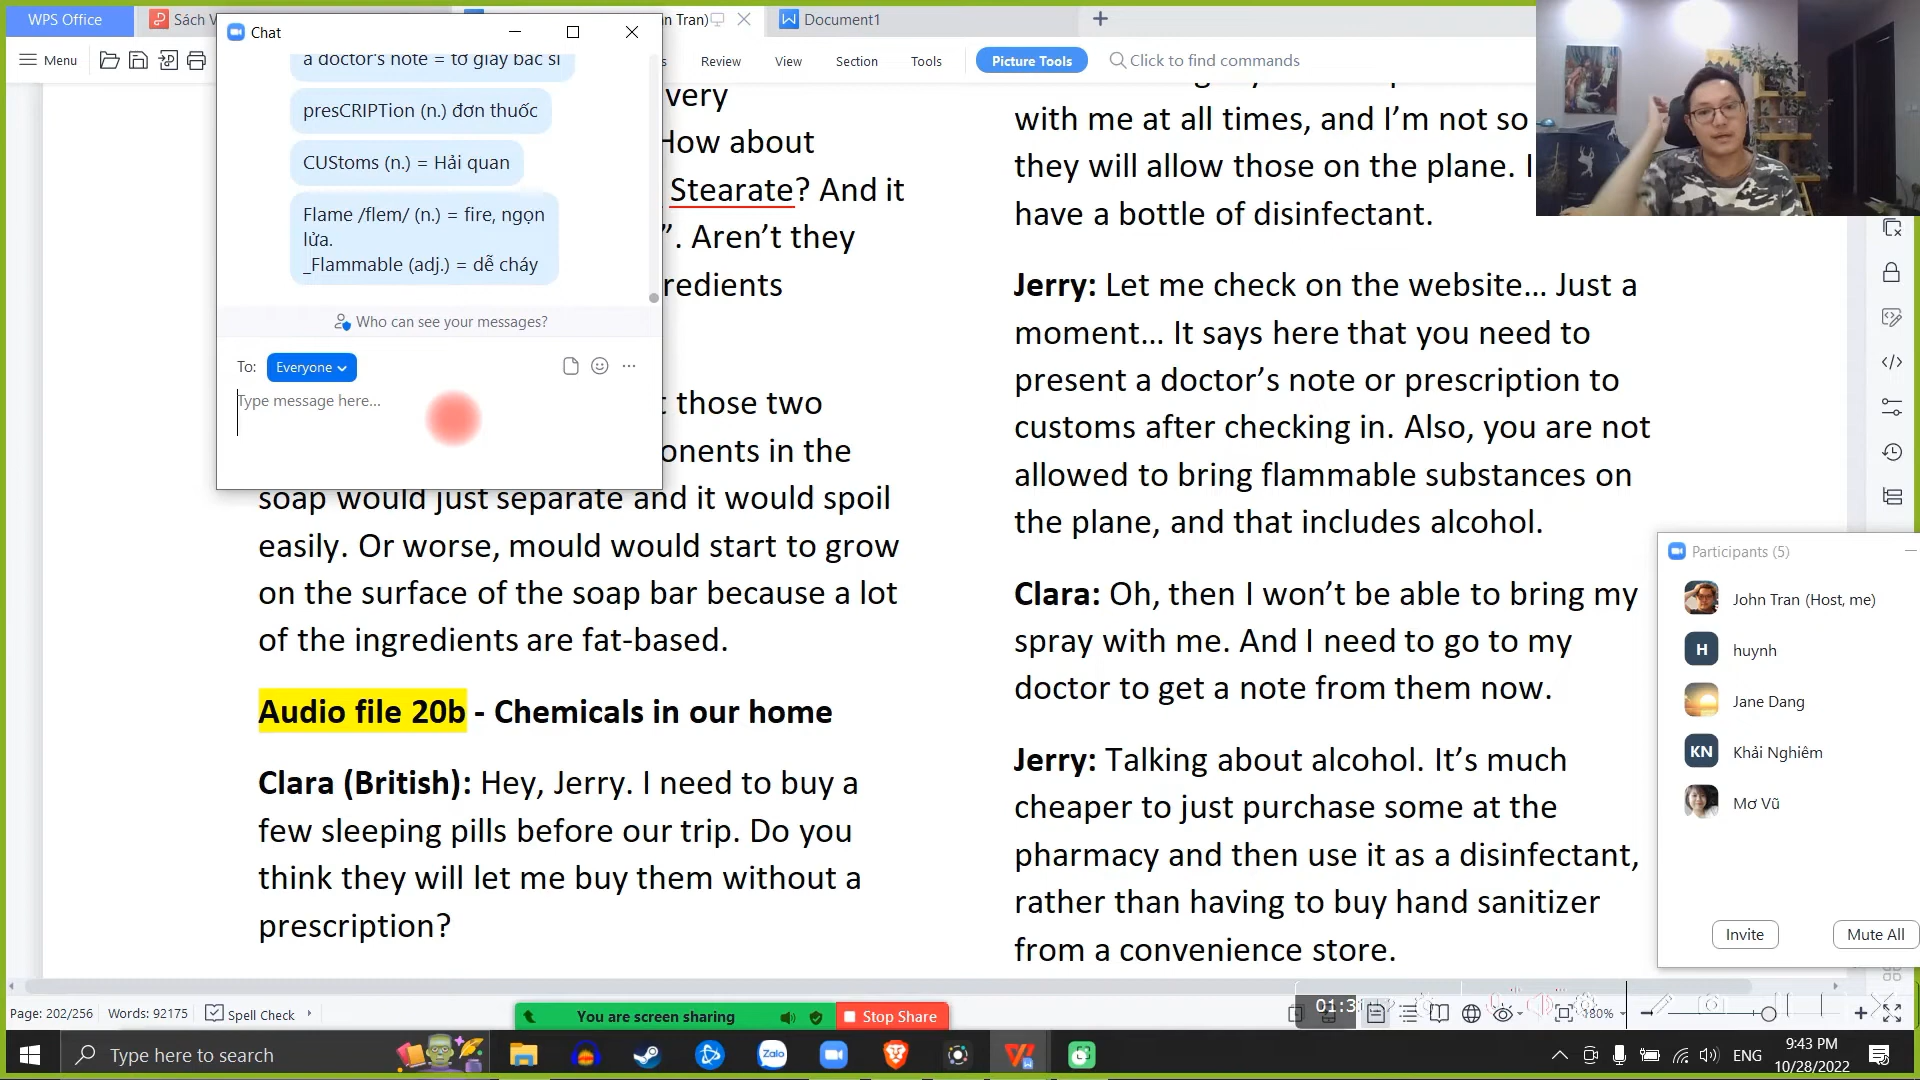 WPS Office
Sách V
n Tran)
Document1
Menu
s
Review
View
Section
Tools
Picture Tools
Click to find commands
Chat
a doctor's note = tờ giấy bác sĩ
presCRIPTion (n.) đơn thuốc
CUStoms (n.) = Hải quan
Flame /flem/ (n.) = fire, ngọn
lửa.
_Flammable (adj.) = dễ cháy
Who can see your messages?
To: Everyone
Type message here...
very
How about
Stearate? And it
”. Aren’t they
redients
those two
onents in the
soap would just separate and it would spoil
easily. Or worse, mould would start to grow
on the surface of the soap bar because a lot
of the ingredients are fat-based.
Audio file 20b - Chemicals in our home
Clara (British): Hey, Jerry. I need to buy a
few sleeping pills before our trip. Do you
think they will let me buy them without a
prescription?
with me at all times, and I’m not so
they will allow those on the plane. I
have a bottle of disinfectant.
Jerry: Let me check on the website... Just a
moment... It says here that you need to
present a doctor’s note or prescription to
customs after checking in. Also, you are not
allowed to bring flammable substances on
the plane, and that includes alcohol.
Clara: Oh, then I won’t be able to bring my
spray with me. And I need to go to my
doctor to get a note from them now.
Jerry: Talking about alcohol. It’s much
cheaper to just purchase some at the
pharmacy and then use it as a disinfectant,
rather than having to buy hand sanitizer
from a convenience store.
Participants (5)
John Tran (Host, me)
H huynh
Jane Dang
KN Khải Nghiêm
Mơ Vũ
Invite
Mute All
Page: 202/256
Words: 92175
Spell Check
You are screen sharing
Stop Share
01:3
180%
Type here to search
Zalo
ENG
9:43 PM
10/28/2022